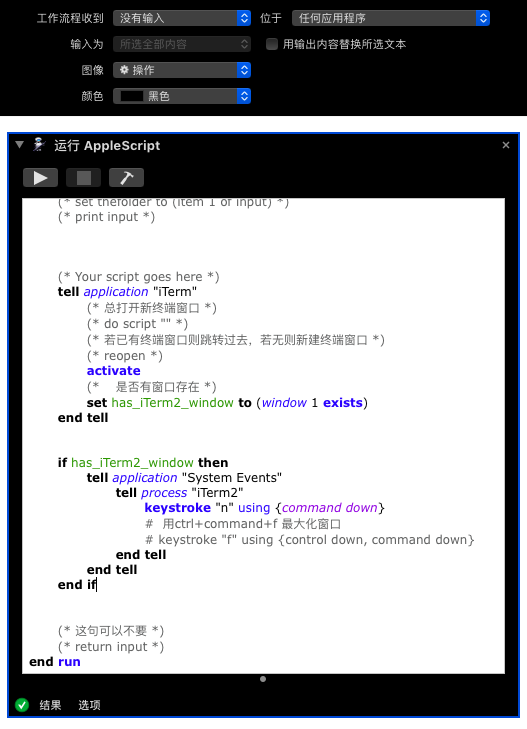 工作流程收到 没有输入 位于 任何应用程序
输入为 所选全部内容 用输出内容替换所选文本
图像 操作
颜色 黑色
运行 AppleScript
(* set thefolder to (item 1 of input) *)
(* print input *)
(* Your script goes here *)
tell application "iTerm"
(* 总打开新终端窗口 *)
(* do script "" *)
(* 若已有终端窗口则跳转过去，若无则新建终端窗口 *)
(* reopen *)
activate
(* 是否有窗口存在 *)
set has_iTerm2_window to (window 1 exists)
end tell
if has_iTerm2_window then
tell application "System Events"
tell process "iTerm2"
keystroke "n" using {command down}
# 用ctrl+command+f 最大化窗口
# keystroke "f" using {control down, command down}
end tell
end tell
end if
(* 这句可以不要 *)
(* return input *)
end run
结果 选项